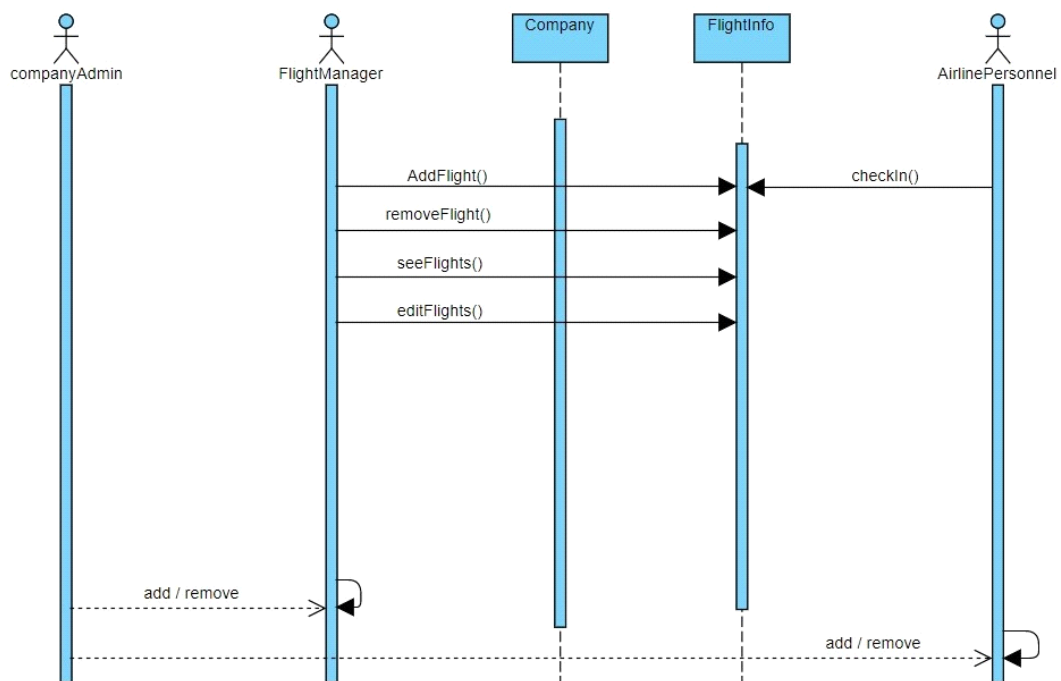 companyAdmin
FlightManager
Company
FlightInfo
AirlinePersonnel
AddFlight()
checkIn()
removeFlight()
seeFlights()
editFlights()
add / remove
add / remove